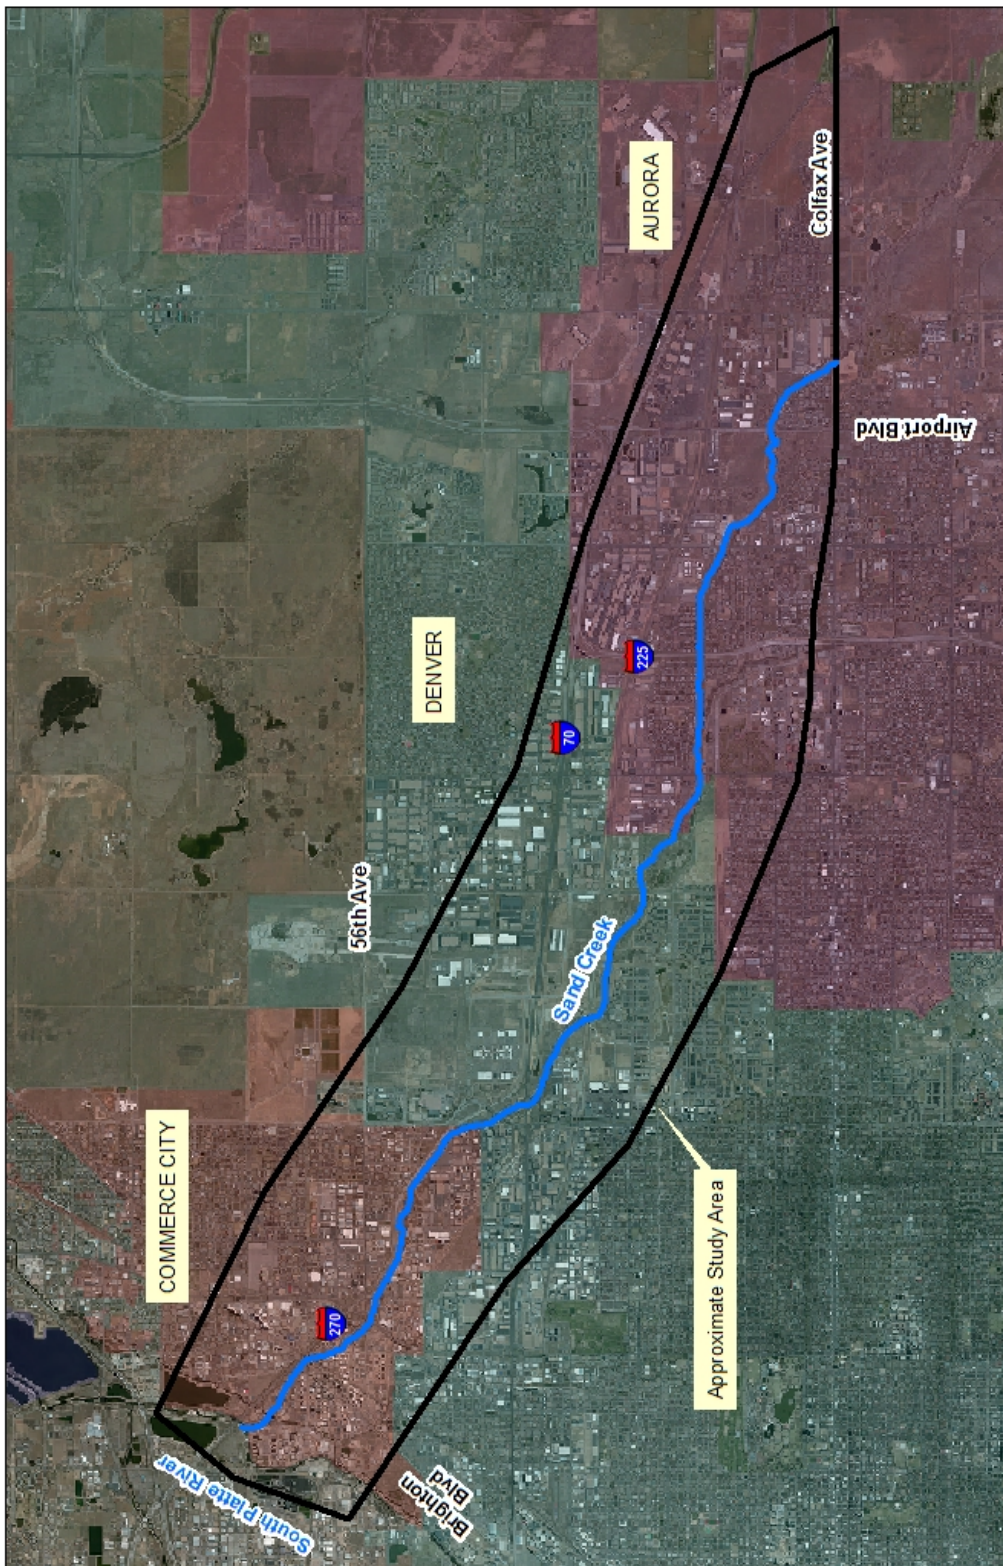 COMMERCE CITY
56th Ave
DENVER
AURORA
South Platte River
270
70
225
Sand Creek
Brighton
Blvd
Approximate Study Area
Airport Blvd
Colfax Ave